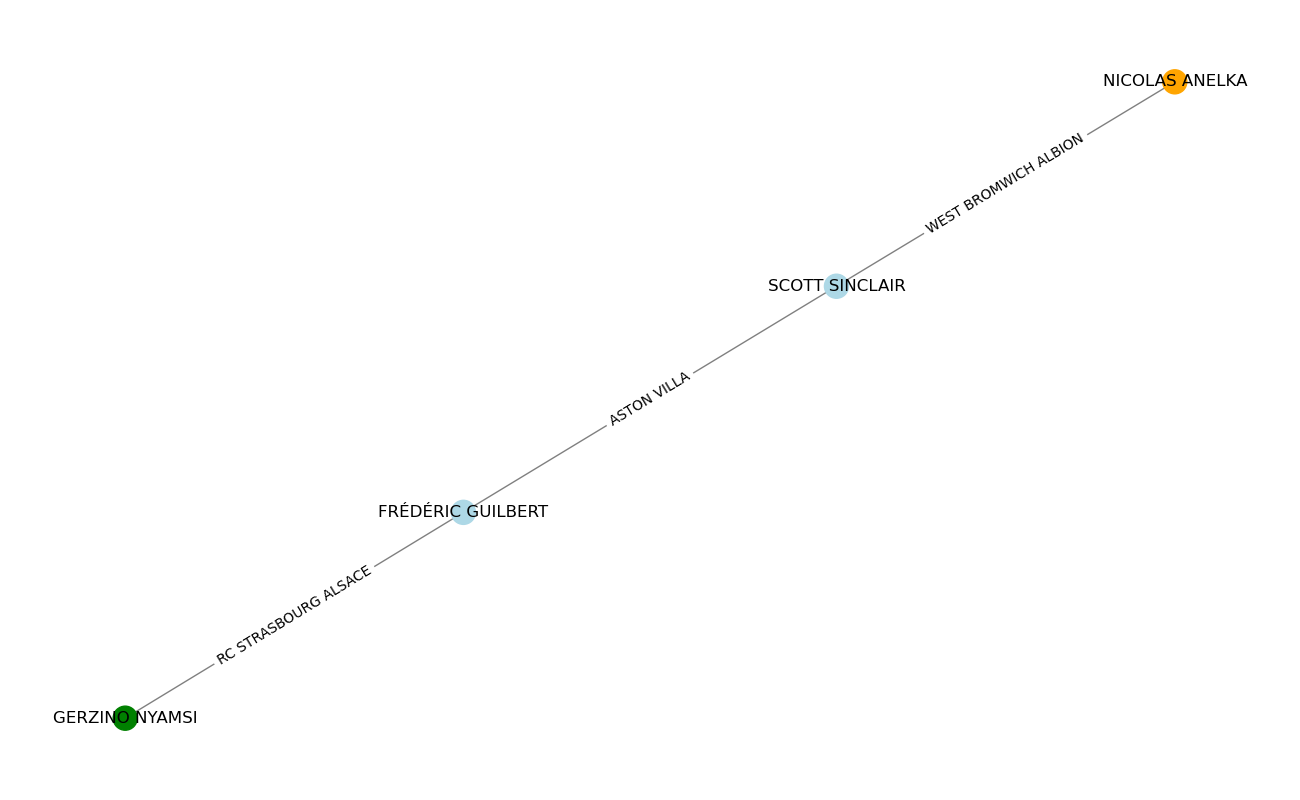 NICOLAS ANELKA
WEST BROMWICH ALBION
SCOTT SINCLAIR
ASTON VILLA
FRÉDÉRIC GUILBERT
RC STRASBOURG ALSACE
GERZINO NYAMSI